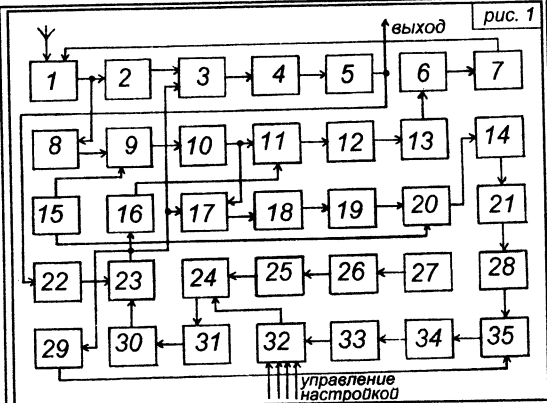 рис. 1
выход
1 2 3 4 5 6 7
8 9 10 11 12 13 14
15 16 17 18 19 20 21
22 23 24 25 26 27 28
29 30 31 32 33 34 35
управление
настройкой